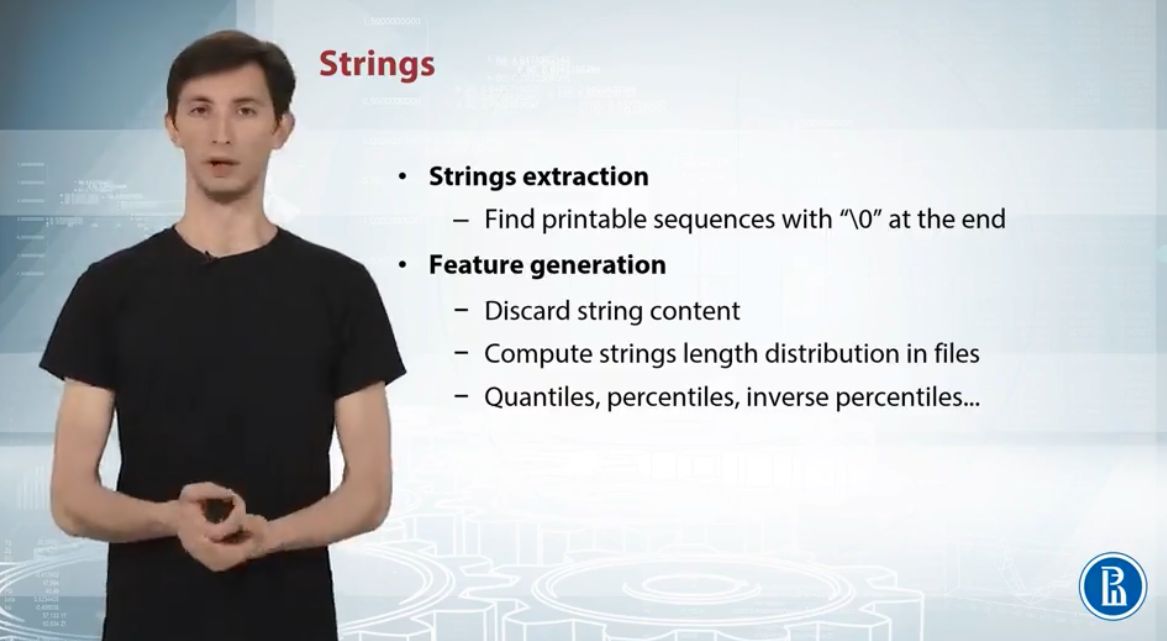 Strings
• Strings extraction
– Find printable sequences with “\0” at the end
• Feature generation
– Discard string content
– Compute strings length distribution in files
– Quantiles, percentiles, inverse percentiles...